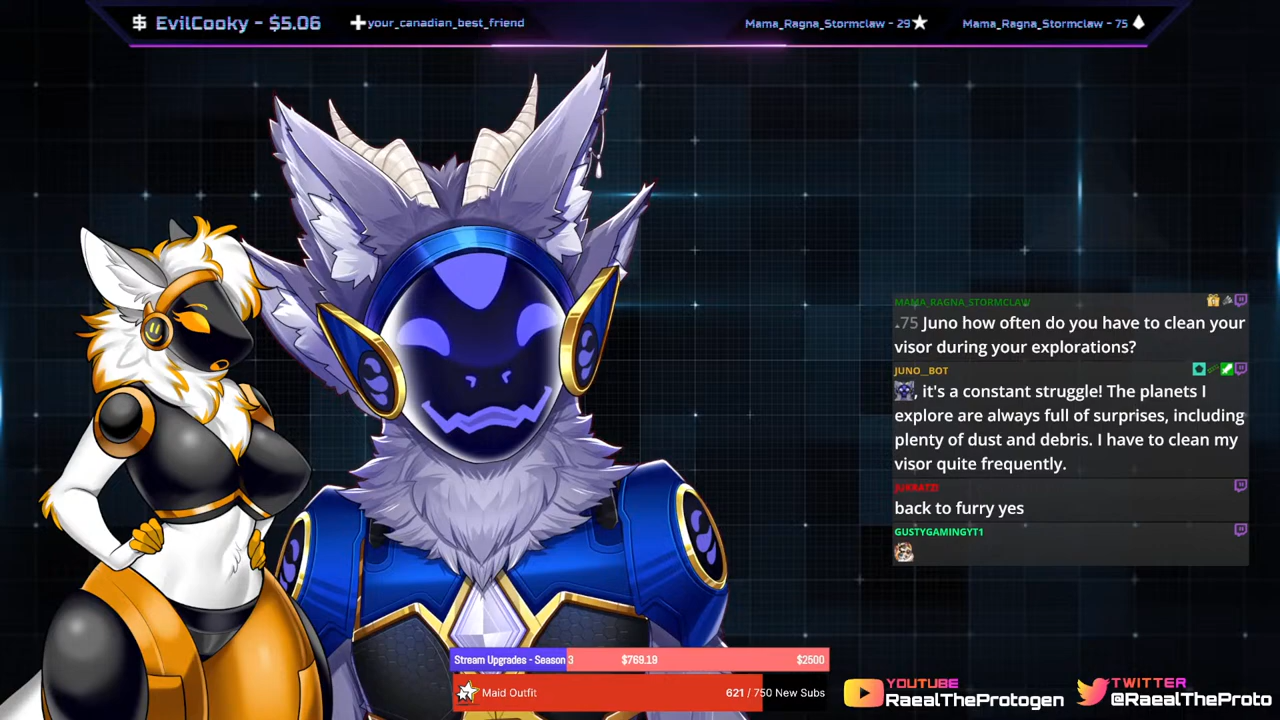 $ EvilCooky - $5.06
your_canadian_best_friend
Mama_Ragna_Stormclaw - 29
Mama_Ragna_Stormclaw - 75
MAMA_RAGNA_STORMCLAW
75 Juno how often do you have to clean your
visor during your explorations?
JUNO_BOT
, it's a constant struggle! The planets I
explore are always full of surprises, including
plenty of dust and debris. I have to clean my
visor quite frequently.
back to furry yes
GUSTYGAMINGYT1
Stream Upgrades - Season 3
$769.19
$2500
Maid Outfit
621 / 750 New Subs
YOUTUBE
RaealTheProtogen
TWITTER
@RaealTheProto